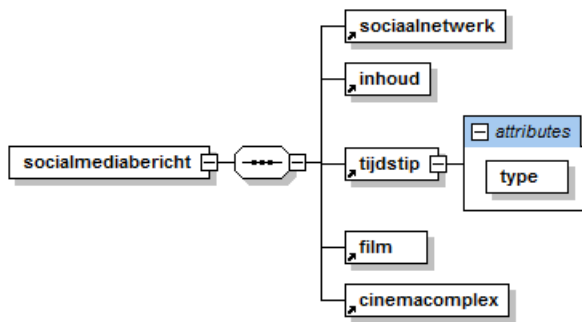 sociaalnetwerk
inhoud
socialmediabericht
tijdstip
attributes
type
film
cinemacomplex